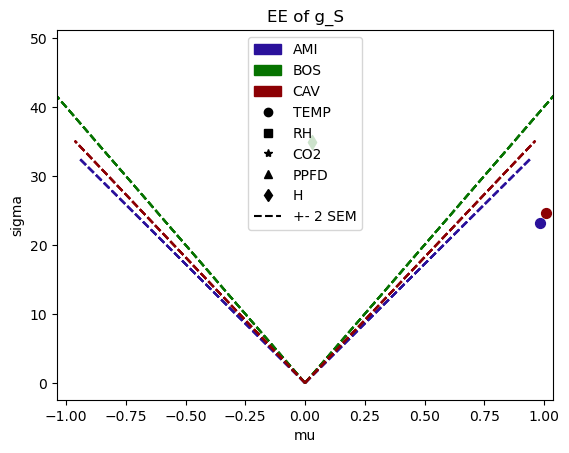 EE of g_S
50
40
30
20
10
0
sigma
AMI
BOS
CAV
TEMP
RH
CO2
PPFD
H
+- 2 SEM
−1.00 −0.75 −0.50 −0.25 0.00 0.25 0.50 0.75 1.00
mu